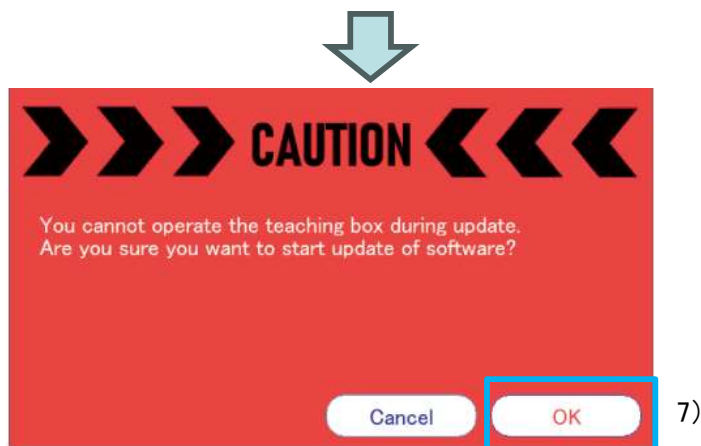 CAUTION
You cannot operate the teaching box during update.
Are you sure you want to start update of software?
Cancel
OK
7)